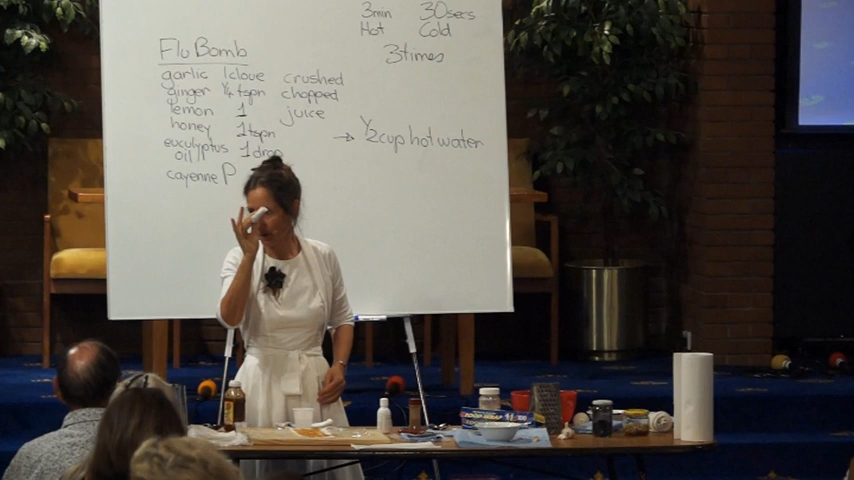 3min 30secs
Hot Cold
3times
Flu Bomb
garlic 1clove crushed
ginger 1/4 tspn chopped
lemon 1 juice
honey 1tspn
eucylptus 1 drop
oil
cayenne P
→ 1/2cup hot water